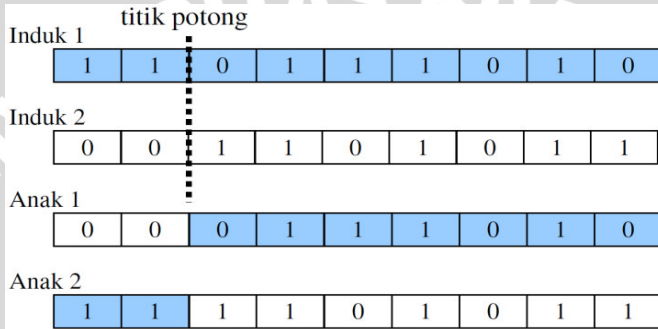 titik potong
Induk 1
1 1 0 1 1 1 0 1 0
Induk 2
0 0 1 1 0 1 0 1 1
Anak 1
0 0 0 1 1 1 0 1 0
Anak 2
1 1 1 1 0 1 0 1 1